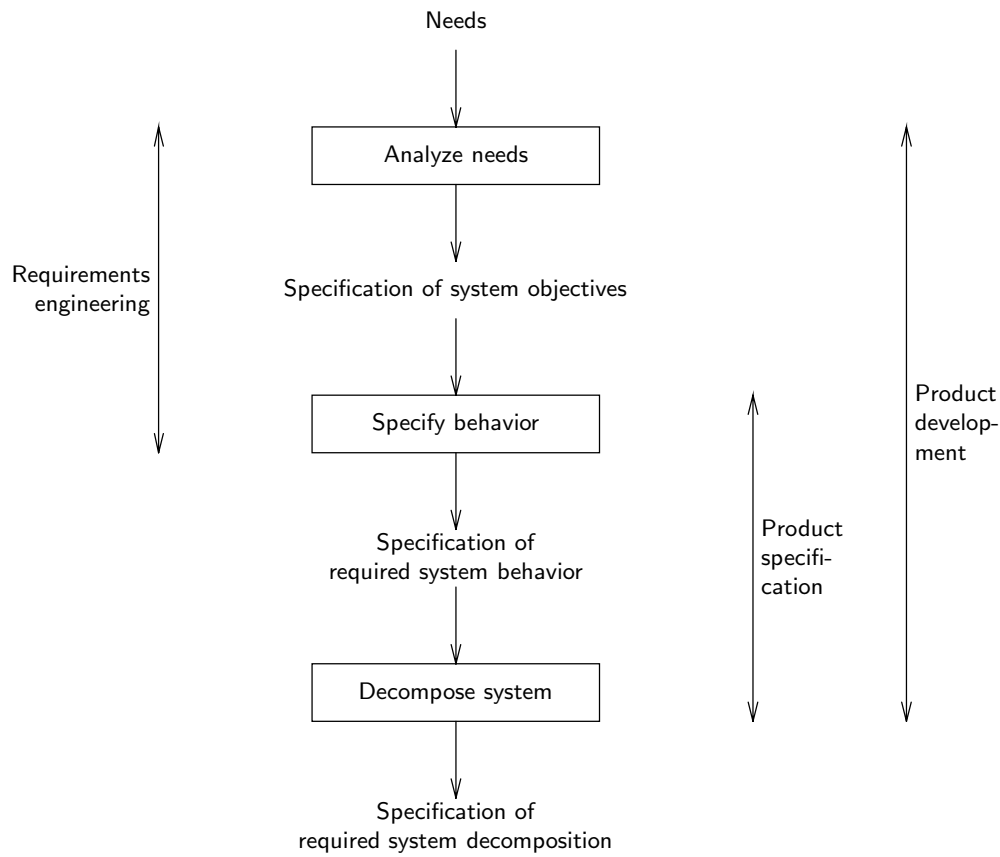 Needs
Analyze needs
Requirements
engineering
Specification of system objectives
Specify behavior
Product
develop-
ment
Specification of
required system behavior
Product
specifi-
cation
Decompose system
Specification of
required system decomposition